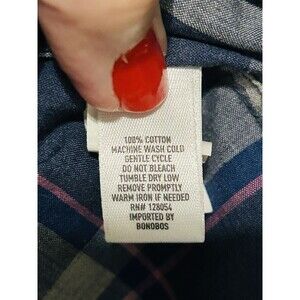 100% COTTON
MACHINE WASH COLD
GENTLE CYCLE
DO NOT BLEACH
TUMBLE DRY LOW
REMOVE PROMPTLY
WARM IRON IF NEEDED
RN# 128054
IMPORTED BY
BONOBOS